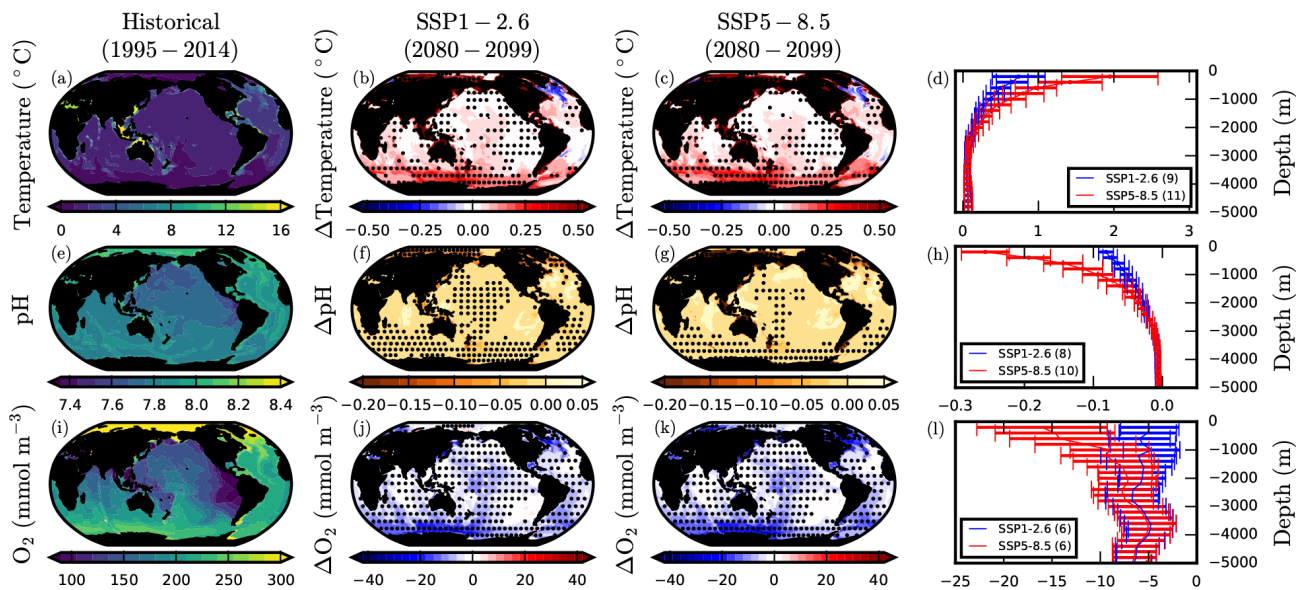 Historical
(1995 – 2014)
SSP1 – 2.6
(2080 – 2099)
SSP5 – 8.5
(2080 – 2099)
Temperature (°C)
(a)
0 4 8 12 16
ΔTemperature (°C)
(b)
−0.50 −0.25 0.00 0.25 0.50
ΔTemperature (°C)
(c)
−0.50 −0.25 0.00 0.25 0.50
(d)
SSP1-2.6 (9)
SSP5-8.5 (11)
0 1 2 3
0
−1000
−2000
−3000
−4000
−5000
Depth (m)
pH
(e)
7.4 7.6 7.8 8.0 8.2 8.4
ΔpH
(f)
−0.20 −0.15 −0.10 −0.05 0.00 0.05
ΔpH
(g)
−0.20 −0.15 −0.10 −0.05 0.00 0.05
(h)
SSP1-2.6 (8)
SSP5-8.5 (10)
−0.3 −0.2 −0.1 0.0
0
−1000
−2000
−3000
−4000
−5000
Depth (m)
O₂ (mmol m⁻³)
(i)
100 150 200 250 300
ΔO₂ (mmol m⁻³)
(j)
−40 −20 0 20 40
ΔO₂ (mmol m⁻³)
(k)
−40 −20 0 20 40
(l)
SSP1-2.6 (6)
SSP5-8.5 (6)
−25 −20 −15 −10 −5 0
0
−1000
−2000
−3000
−4000
−5000
Depth (m)